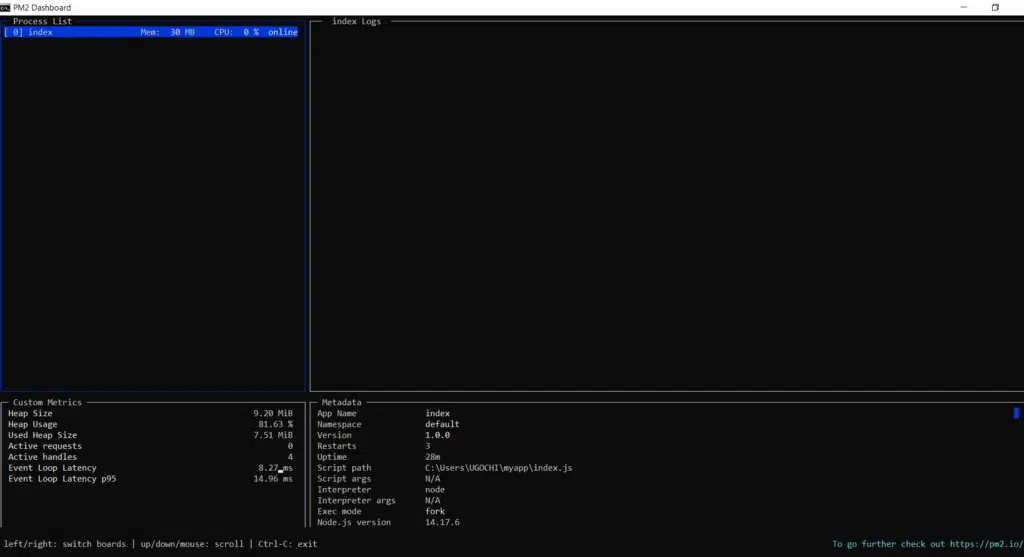 PM2 Dashboard
Process List
[ 0] index Mem: 30 MB CPU: 0 % online
index Logs
Custom Metrics
Heap Size 9.20 MiB
Heap Usage 81.63 %
Used Heap Size 7.51 MiB
Active requests 0
Active handles 4
Event Loop Latency 8.27 ms
Event Loop Latency p95 14.96 ms
Metadata
App Name index
Namespace default
Version 1.0.0
Restarts 3
Uptime 28m
Script path C:\Users\UGOCHI\myapp\index.js
Script args N/A
Interpreter node
Interpreter args N/A
Exec mode fork
Node.js version 14.17.6
left/right: switch boards | up/down/mouse: scroll | Ctrl-C: exit
To go further check out https://pm2.io/